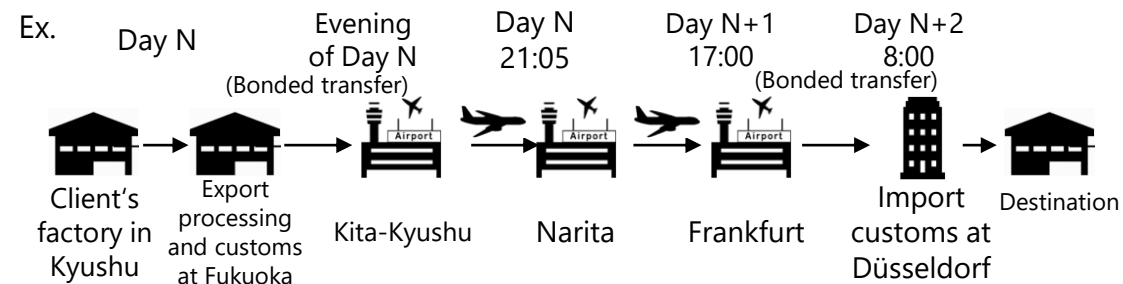 Ex.
Day N
Evening
of Day N
(Bonded transfer)
Day N
21:05
Day N+1
17:00
(Bonded transfer)
Day N+2
8:00
Airport
Airport
Airport
Client's
factory in
Kyushu
Export
processing
and customs
at Fukuoka
Kita-Kyushu
Narita
Frankfurt
Import
customs at
Düsseldorf
Destination